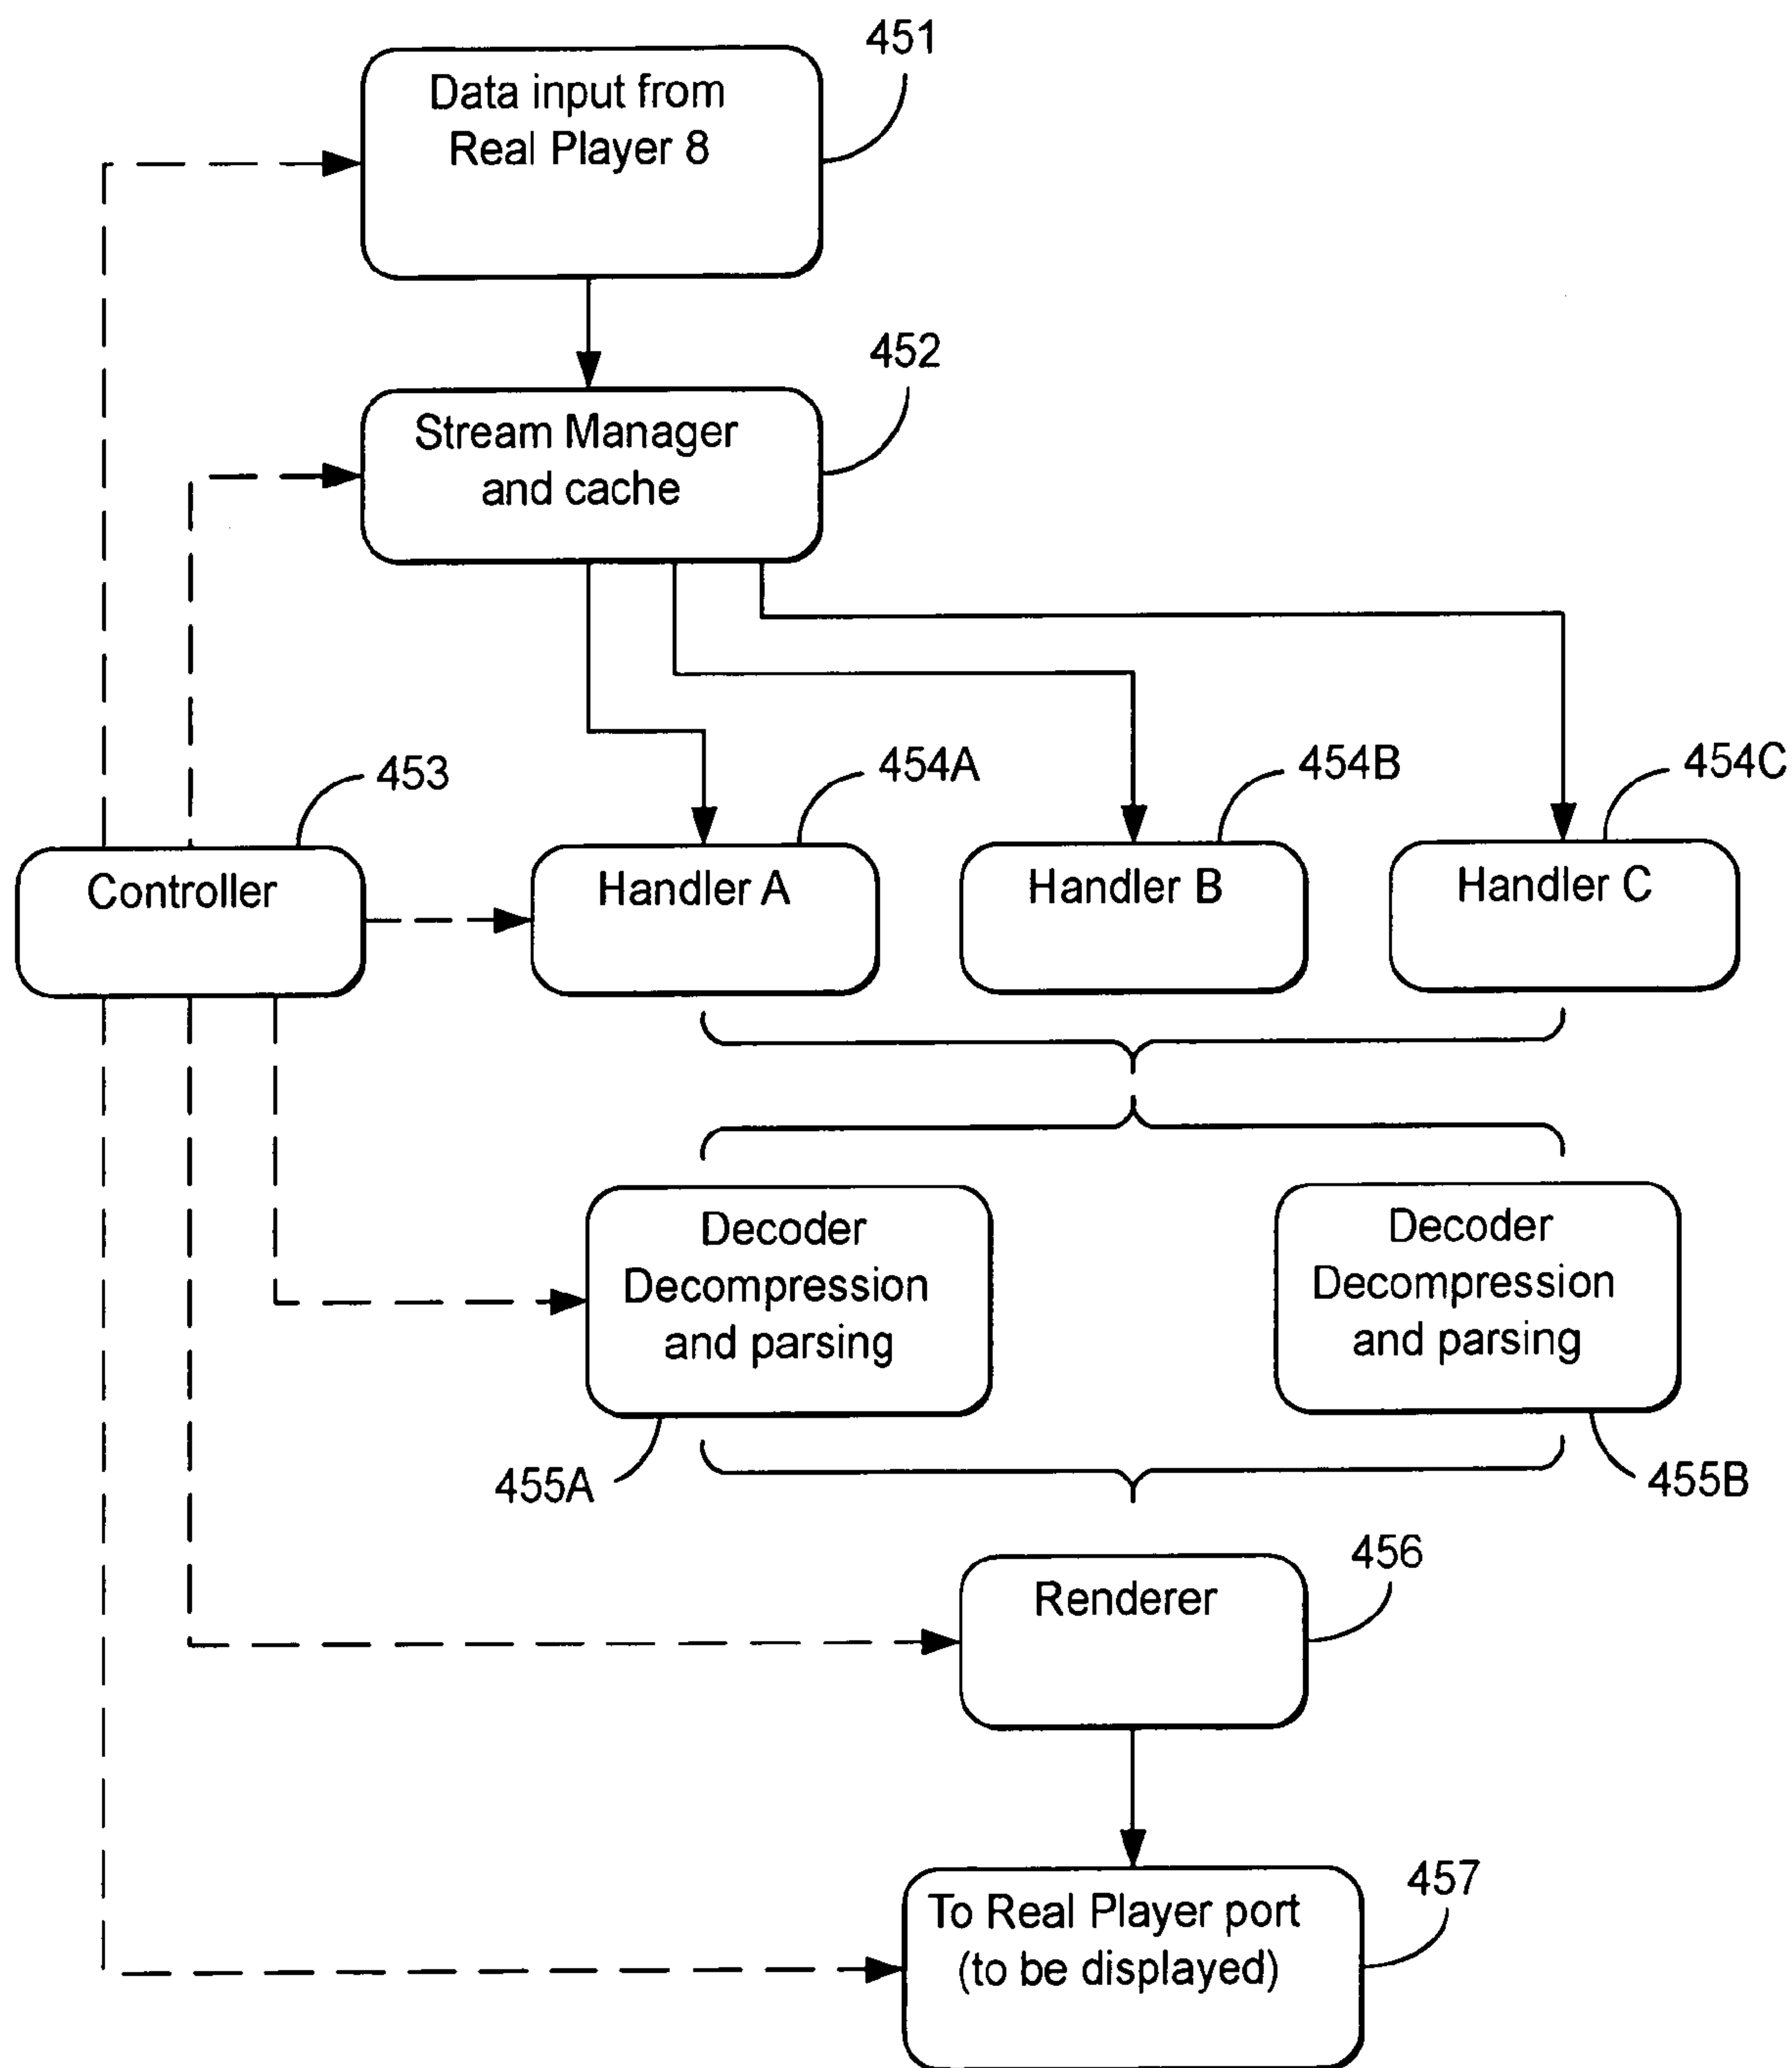 451
Data input from
Real Player 8
452
Stream Manager
and cache
453
454A
454B
454C
Controller
Handler A
Handler B
Handler C
Decoder
Decompression
and parsing
Decoder
Decompression
and parsing
455A
455B
456
Renderer
457
To Real Player port
(to be displayed)